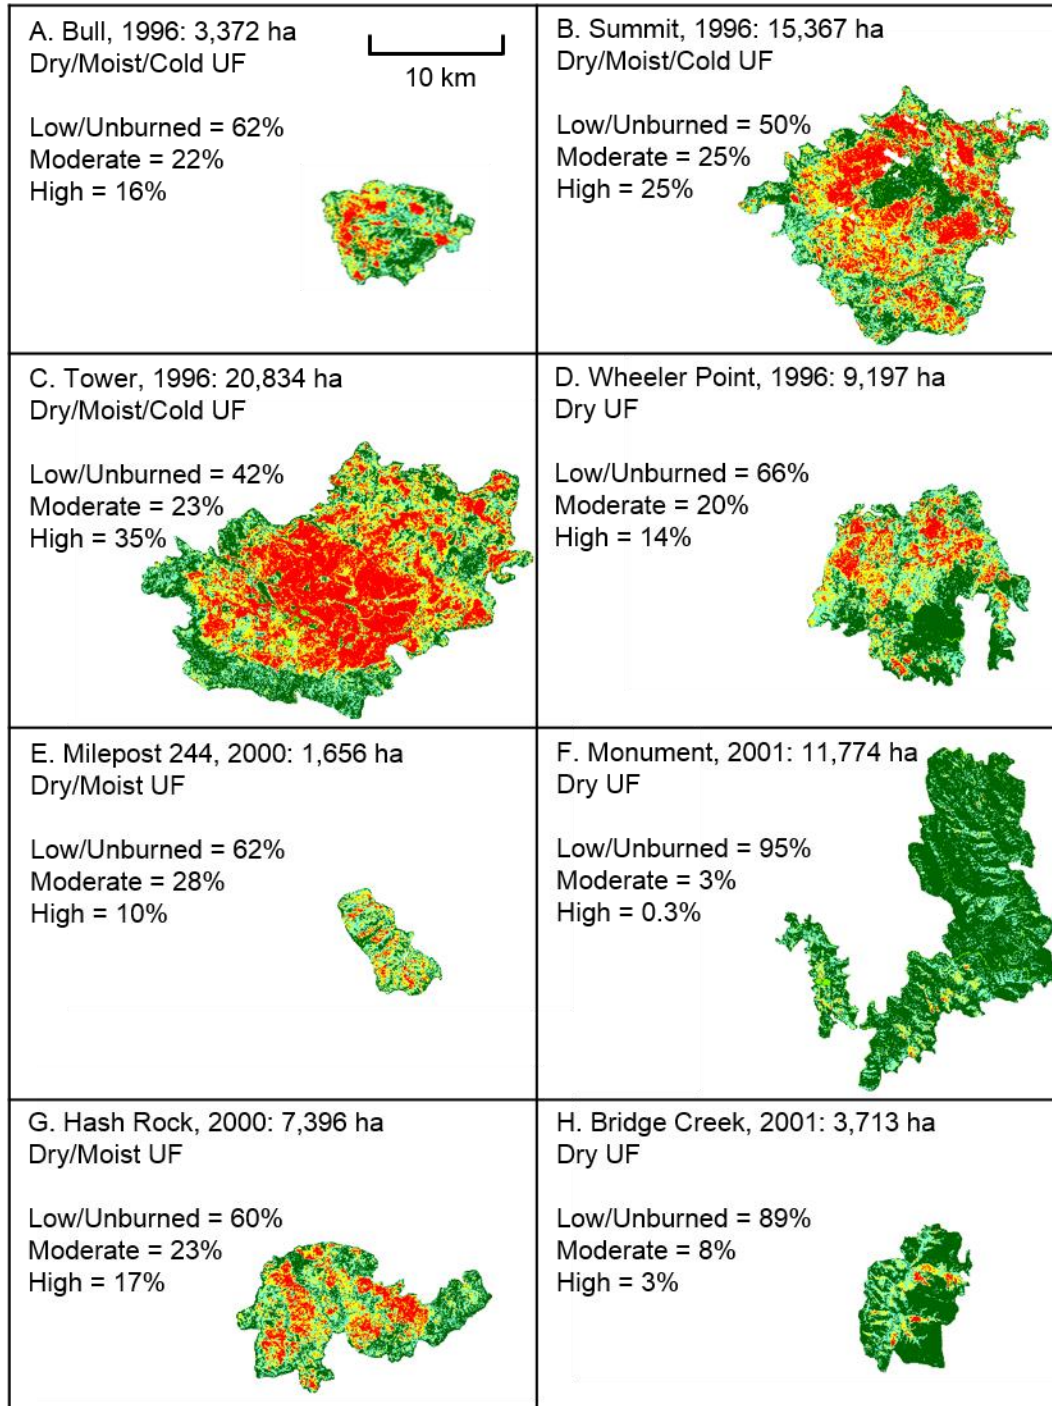 A. Bull, 1996: 3,372 ha
Dry/Moist/Cold UF
10 km
Low/Unburned = 62%
Moderate = 22%
High = 16%
B. Summit, 1996: 15,367 ha
Dry/Moist/Cold UF
Low/Unburned = 50%
Moderate = 25%
High = 25%
C. Tower, 1996: 20,834 ha
Dry/Moist/Cold UF
Low/Unburned = 42%
Moderate = 23%
High = 35%
D. Wheeler Point, 1996: 9,197 ha
Dry UF
Low/Unburned = 66%
Moderate = 20%
High = 14%
E. Milepost 244, 2000: 1,656 ha
Dry/Moist UF
Low/Unburned = 62%
Moderate = 28%
High = 10%
F. Monument, 2001: 11,774 ha
Dry UF
Low/Unburned = 95%
Moderate = 3%
High = 0.3%
G. Hash Rock, 2000: 7,396 ha
Dry/Moist UF
Low/Unburned = 60%
Moderate = 23%
High = 17%
H. Bridge Creek, 2001: 3,713 ha
Dry UF
Low/Unburned = 89%
Moderate = 8%
High = 3%